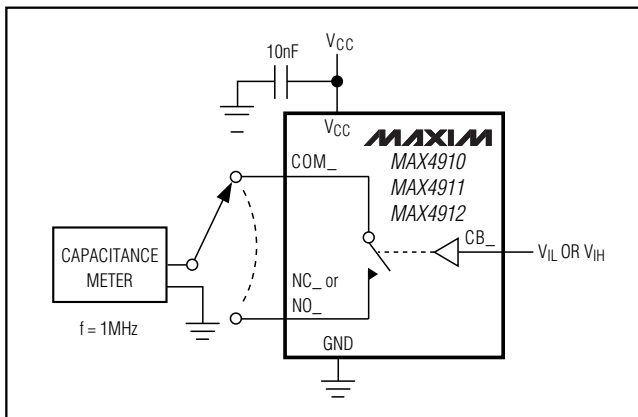 10nF
VCC
VCC
MAXIM
MAX4910
MAX4911
MAX4912
COM_
CB_
VIL OR VIH
CAPACITANCE
METER
f = 1MHz
NC_ or
NO_
GND